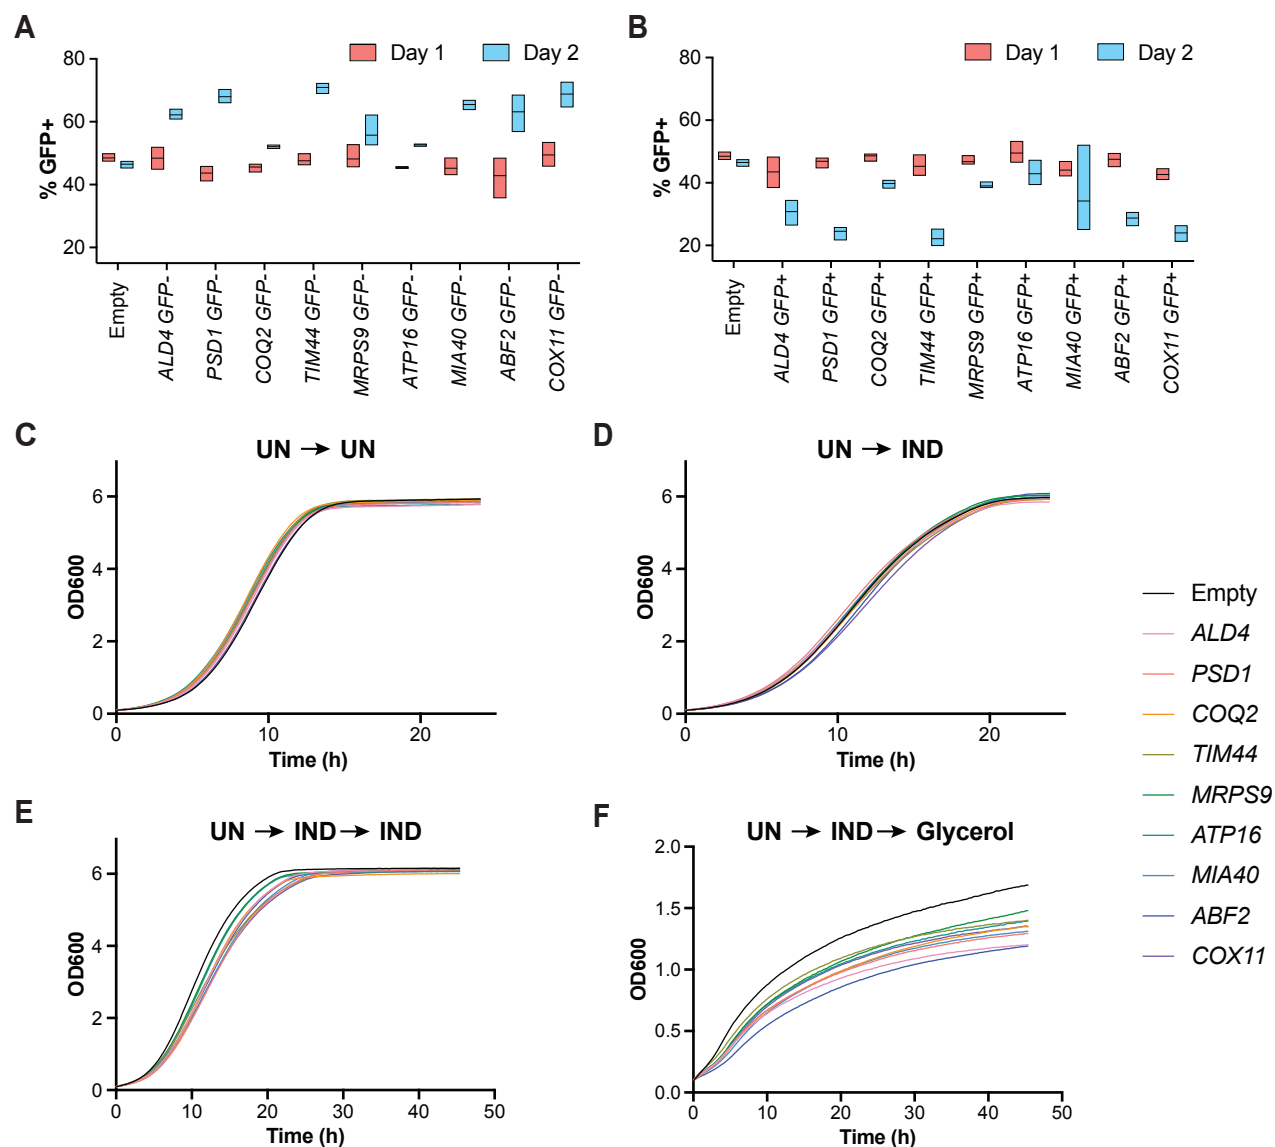 A
Day 1
Day 2
% GFP+
80
60
40
20
Empty
ALD4 GFP-
PSD1 GFP-
COQ2 GFP-
TIM44 GFP-
MRPS9 GFP-
ATP16 GFP-
MIA40 GFP-
ABF2 GFP-
COX11 GFP-
B
Day 1
Day 2
% GFP+
80
60
40
20
Empty
ALD4 GFP+
PSD1 GFP+
COQ2 GFP+
TIM44 GFP+
MRPS9 GFP+
ATP16 GFP+
MIA40 GFP+
ABF2 GFP+
COX11 GFP+
C
UN → UN
OD600
6
4
2
0
0 10 20
Time (h)
D
UN → IND
OD600
6
4
2
0
0 10 20
Time (h)
Empty
ALD4
PSD1
COQ2
TIM44
MRPS9
ATP16
MIA40
ABF2
COX11
E
UN → IND → IND
OD600
6
4
2
0
0 10 20 30 40 50
Time (h)
F
UN → IND → Glycerol
OD600
2.0
1.5
1.0
0.5
0.0
0 10 20 30 40 50
Time (h)